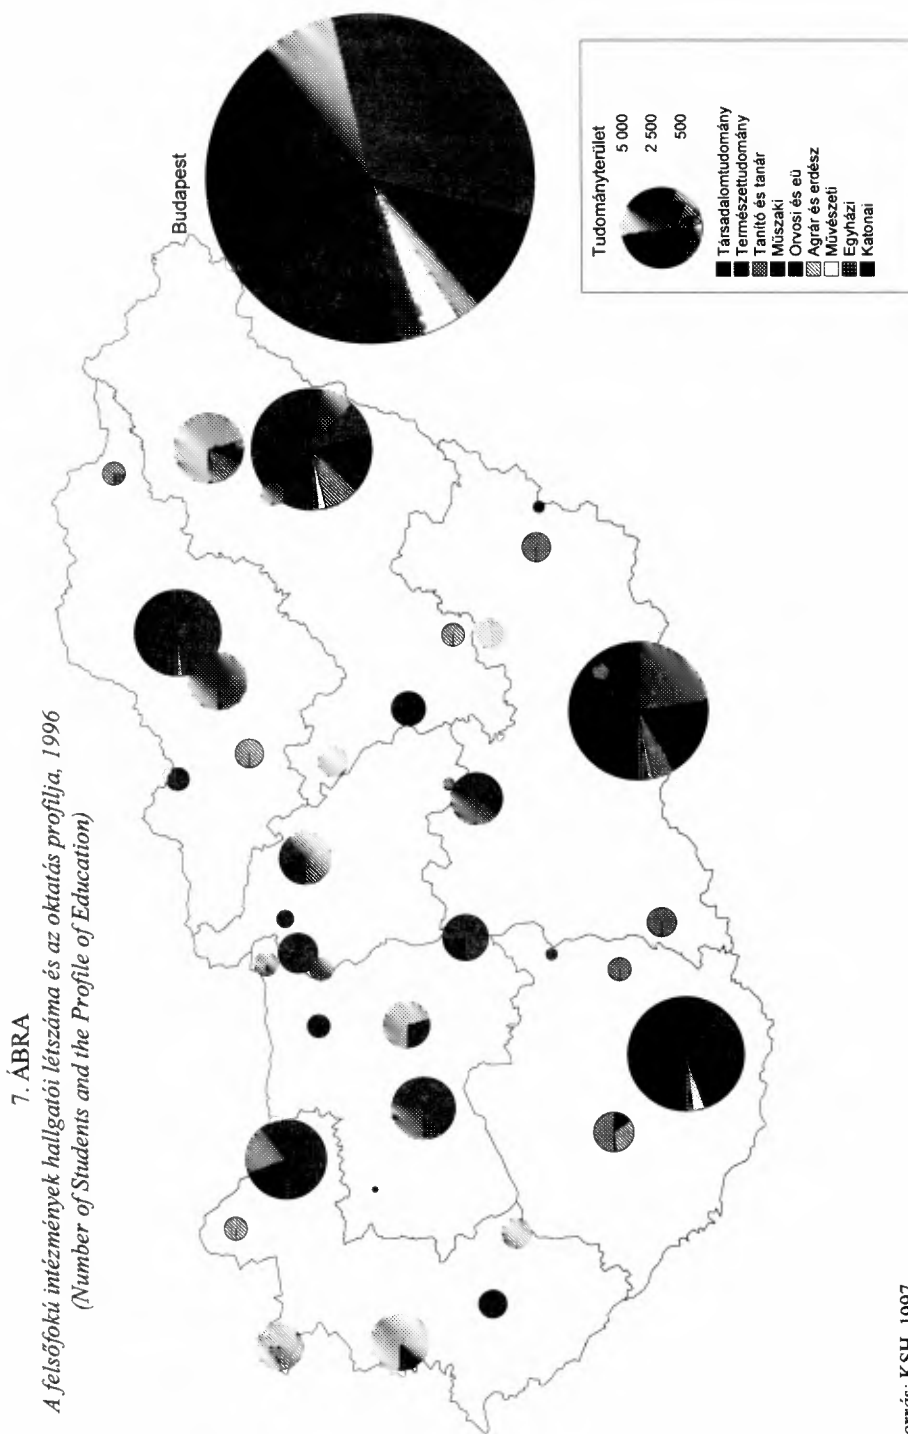 7. ÁBRA
A felsőfokú intézmények hallgatói létszáma és az oktatás profilja, 1996
(Number of Students and the Profile of Education)
Budapest
Tudományterület
5 000
2 500
500
Társadalomtudomány
Természettudomány
Tanító és tanár
Műszaki
Orvosi és eü
Agrár és erdész
Művészeti
Egyházi
Katonai
KSH, 1997